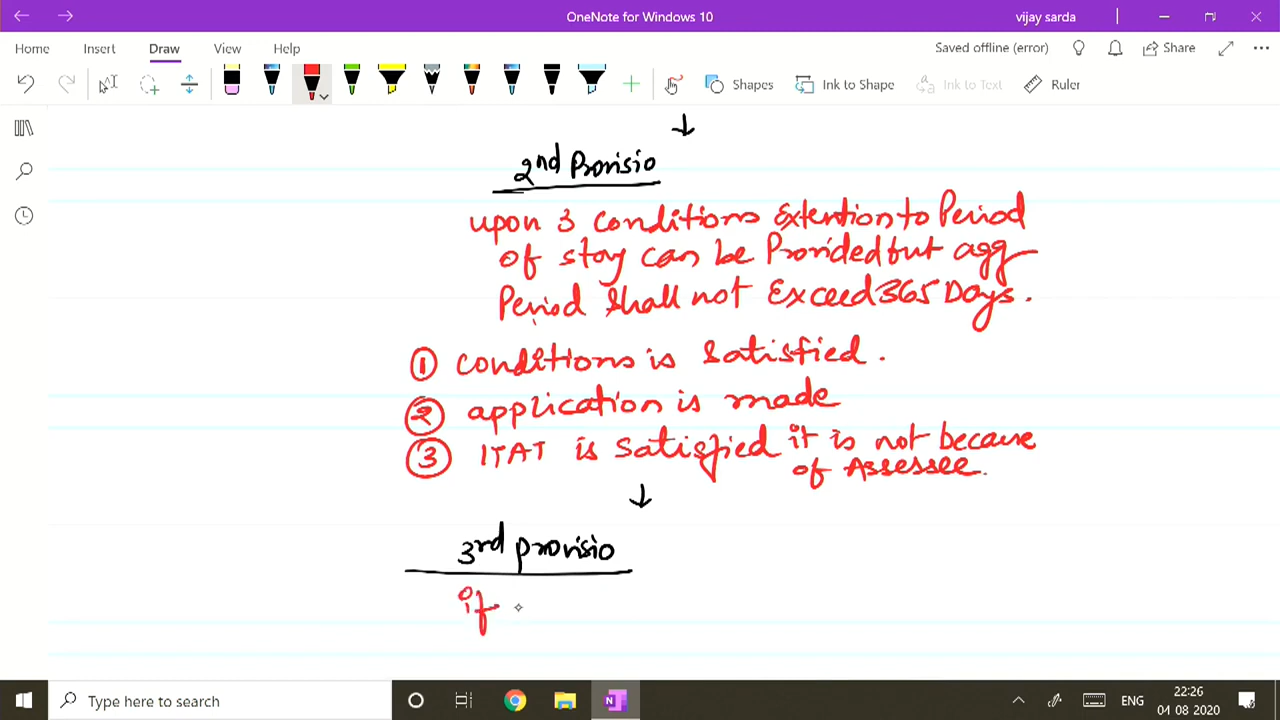 OneNote for Windows 10
vijay sarda
Home Insert Draw View Help
Saved offline (error)
Share
Shapes
Ink to Shape
Ink to Text
Ruler
2nd Provisio
upon 3 conditions Extention to Period
of stay can be Provided but agg
Period shall not Exceed 365 Days.
1 conditions is satisfied.
2 application is made
3 ITAT is satisfied it is not because
of Assessee.
3rd provisio
if
Type here to search
ENG
22:26
04-08-2020